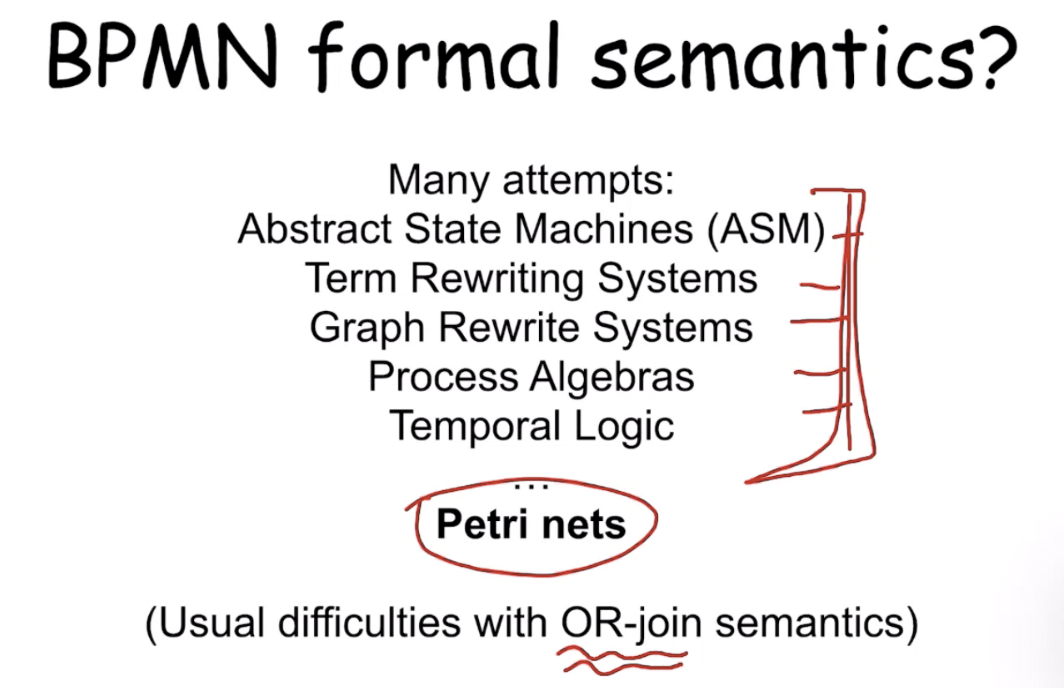 BPMN formal semantics?
Many attempts:
Abstract State Machines (ASM)
Term Rewriting Systems
Graph Rewrite Systems
Process Algebras
Temporal Logic
...
Petri nets
(Usual difficulties with OR-join semantics)